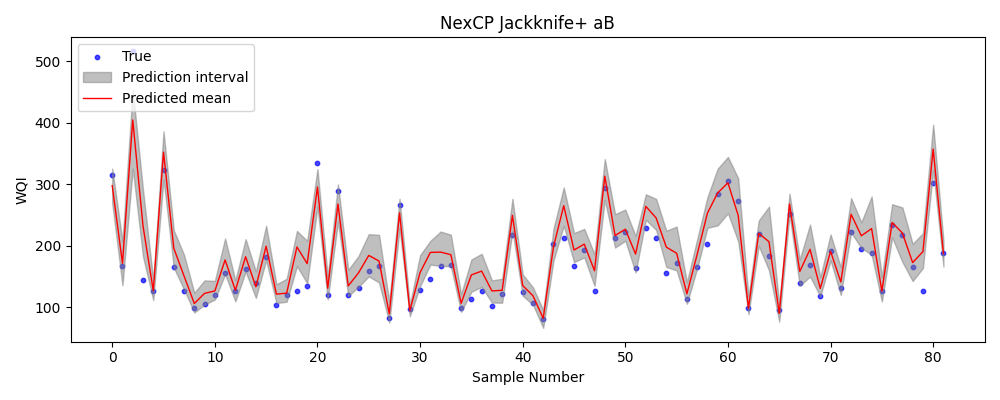 NexCP Jackknife+ aB
True
Prediction interval
Predicted mean
WQI
500
400
300
200
100
0 10 20 30 40 50 60 70 80
Sample Number